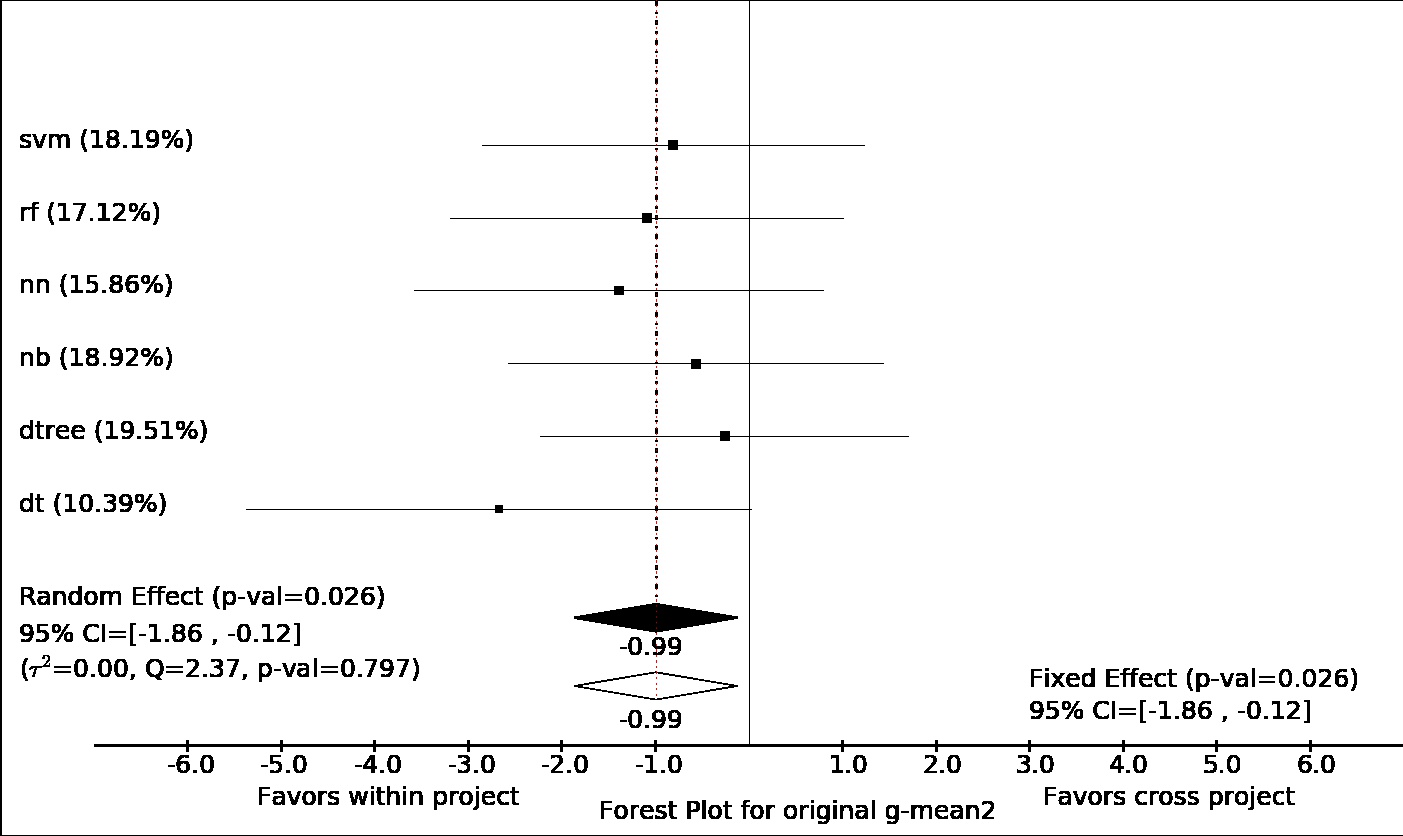 svm (18.19%)
rf (17.12%)
nn (15.86%)
nb (18.92%)
dtree (19.51%)
dt (10.39%)
Random Effect (p-val=0.026)
95% CI=[-1.86 , -0.12]
(τ²=0.00, Q=2.37, p-val=0.797)
-0.99
-0.99
Fixed Effect (p-val=0.026)
95% CI=[-1.86 , -0.12]
-6.0 -5.0 -4.0 -3.0 -2.0 -1.0 1.0 2.0 3.0 4.0 5.0 6.0
Favors within project
Forest Plot for original g-mean2
Favors cross project